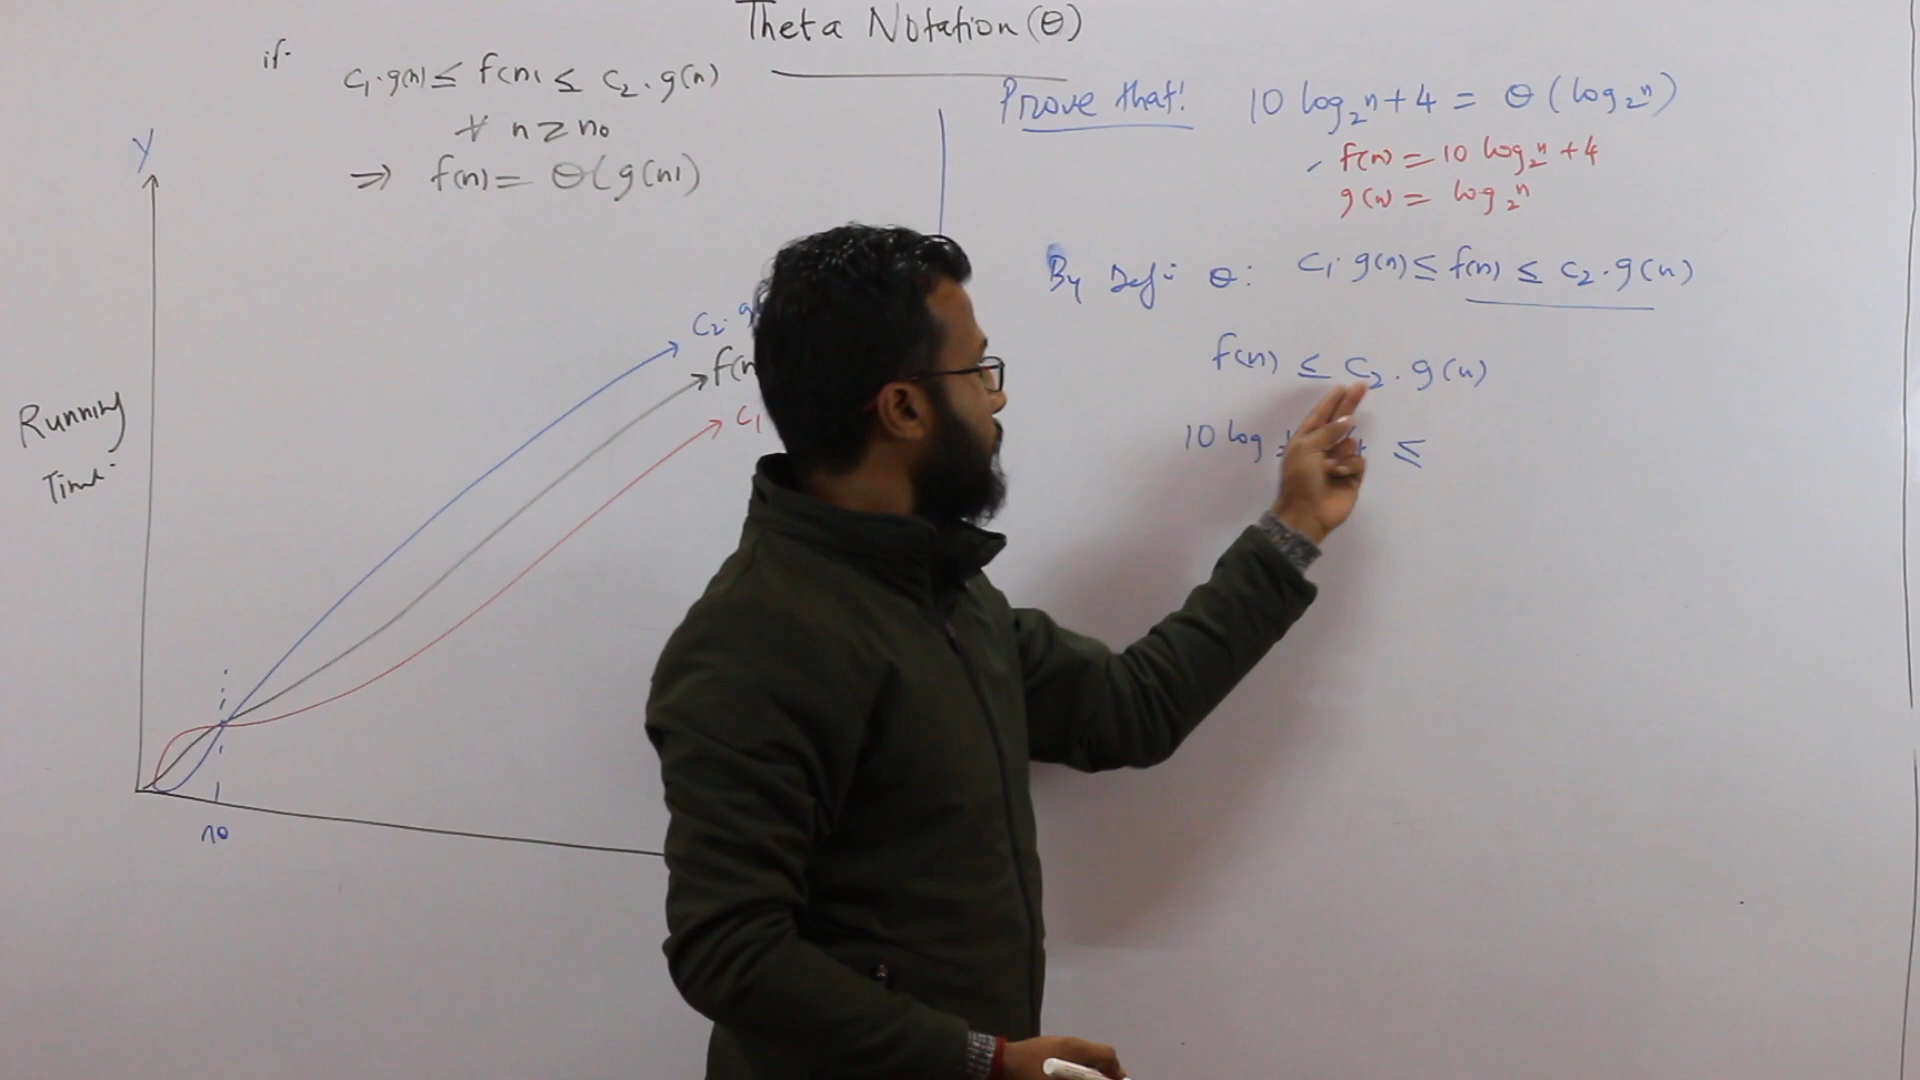 Theta Notation (θ)
if
C₁·g(n) ≤ f(n) ≤ C₂·g(n)
∀ n ≥ n₀
⇒ f(n) = θ(g(n))
Y
Running
Time
C₂·g
f(n
C₁
n₀
Prove that! 10 log₂n + 4 = θ(log₂n)
f(n) = 10 log₂n + 4
g(n) = log₂n
By Defⁿ θ: C₁·g(n) ≤ f(n) ≤ C₂·g(n)
f(n) ≤ C₂·g(n)
10 log ≤